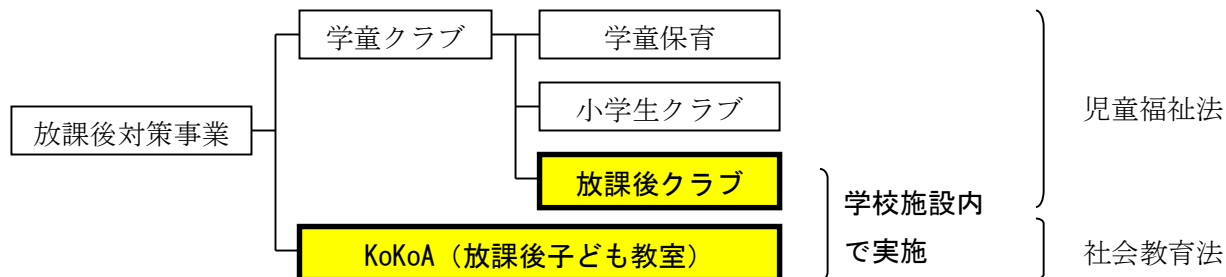 学童クラブ
学童保育
小学生クラブ
児童福祉法
放課後対策事業
放課後クラブ
学校施設内
で実施
KoKoA（放課後子ども教室）
社会教育法